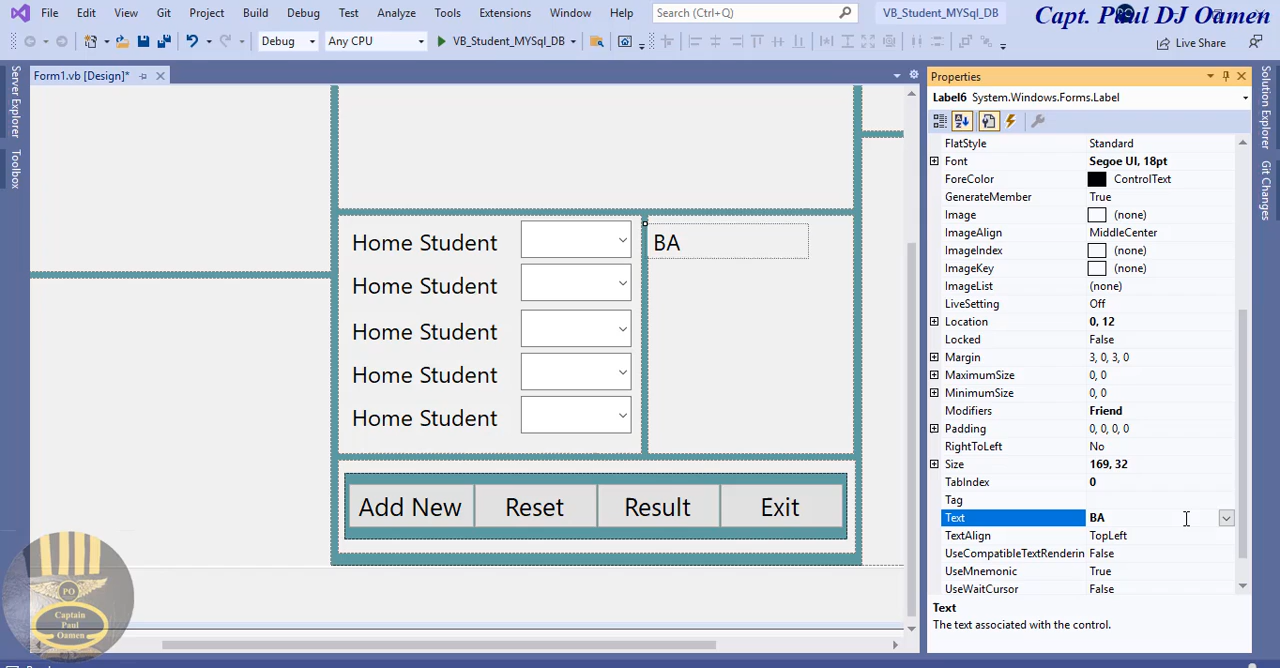 File Edit View Git Project Build Debug Test Analyze Tools Extensions Window Help Search (Ctrl+Q) VB_Student_MYSql_DB
Capt. Paul DJ Oamen
Debug Any CPU VB_Student_MYSql_DB Live Share
Form1.vb [Design]*
Server Explorer
Toolbox
Home Student BA
Home Student
Home Student
Home Student
Home Student
Add New Reset Result Exit
PO
Captain
Paul
Oamen
Properties
Label6 System.Windows.Forms.Label
FlatStyle Standard
Font Segoe UI, 18pt
ForeColor ControlText
GenerateMember True
Image (none)
ImageAlign MiddleCenter
ImageIndex (none)
ImageKey (none)
ImageList (none)
LiveSetting Off
Location 0, 12
Locked False
Margin 3, 0, 3, 0
MaximumSize 0, 0
MinimumSize 0, 0
Modifiers Friend
Padding 0, 0, 0, 0
RightToLeft No
Size 169, 32
TabIndex 0
Tag
Text BA
TextAlign TopLeft
UseCompatibleTextRenderin False
UseMnemonic True
UseWaitCursor False
Text
The text associated with the control.
Solution Explorer
Git Changes